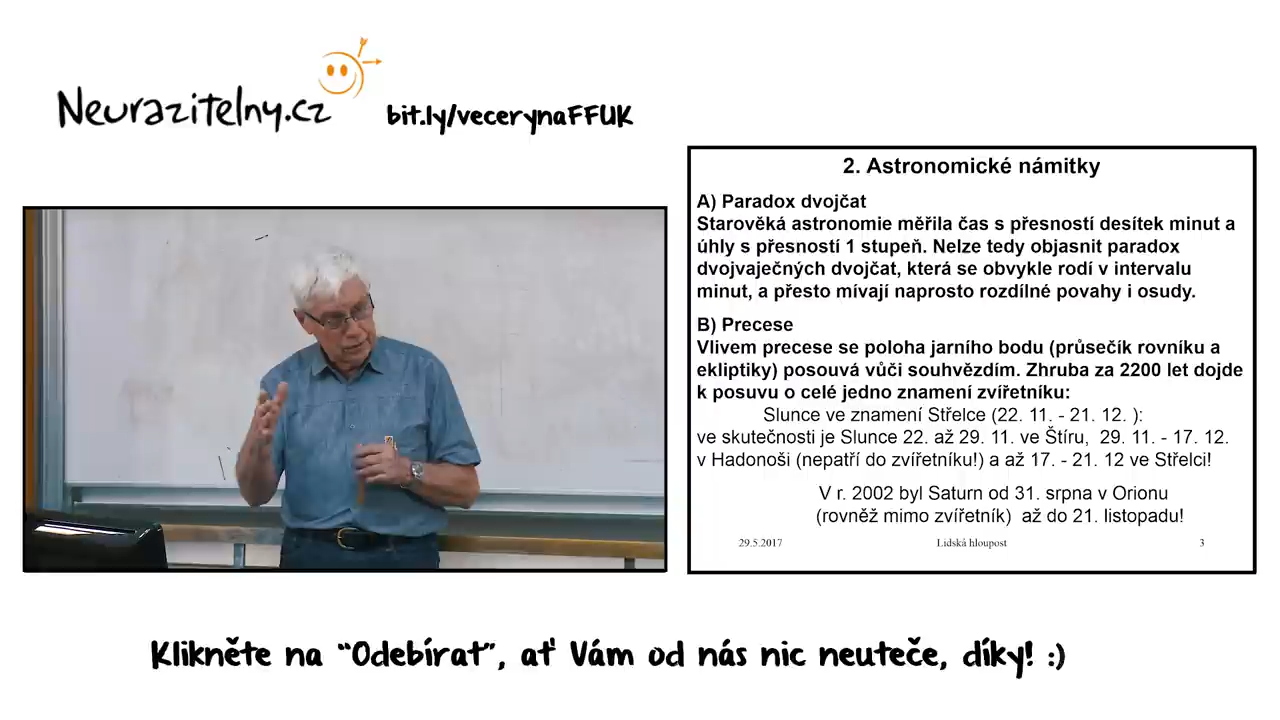 Neurazitelny.cz
bit.ly/vecerynaFFUK
2. Astronomické námitky
A) Paradox dvojčat
Starověká astronomie měřila čas s přesností desítek minut a
úhly s přesností 1 stupeň. Nelze tedy objasnit paradox
dvojvaječných dvojčat, která se obvykle rodí v intervalu
minut, a přesto mívají naprosto rozdílné povahy i osudy.
B) Precese
Vlivem precese se poloha jarního bodu (průsečík rovníku a
ekliptiky) posouvá vůči souhvězdím. Zhruba za 2200 let dojde
k posuvu o celé jedno znamení zvířetníku:
Slunce ve znamení Střelce (22. 11. - 21. 12. ):
ve skutečnosti je Slunce 22. až 29. 11. ve Štíru, 29. 11. - 17. 12.
v Hadonoši (nepatří do zvířetníku!) a až 17. - 21. 12 ve Střelci!
V r. 2002 byl Saturn od 31. srpna v Orionu
(rovněž mimo zvířetník) až do 21. listopadu!
29.5.2017 Lidská hloupost 3
Klikněte na "Odebírat", ať Vám od nás nic neuteče, díky! :)